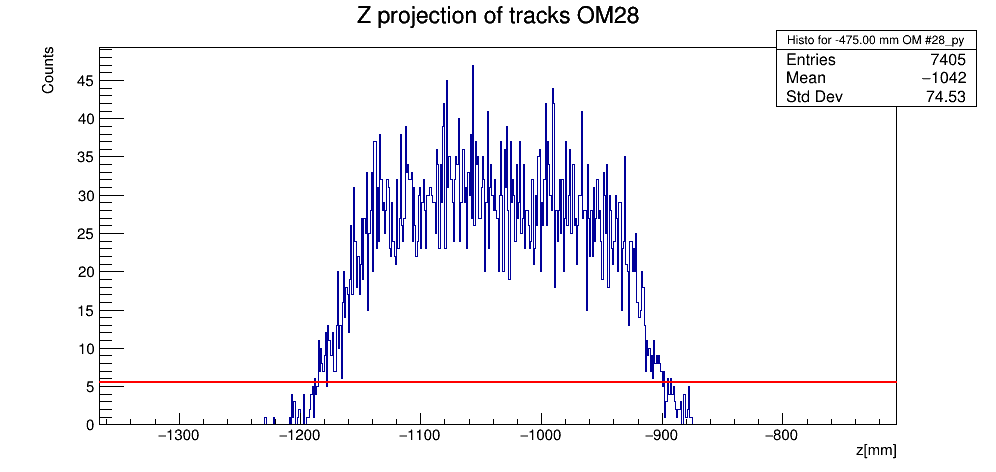 Z projection of tracks OM28
Histo for -475.00 mm OM #28_py
Entries 7405
Mean −1042
Std Dev 74.53
Counts
45
40
35
30
25
20
15
10
5
0
−1300 −1200 −1100 −1000 −900 −800
z[mm]